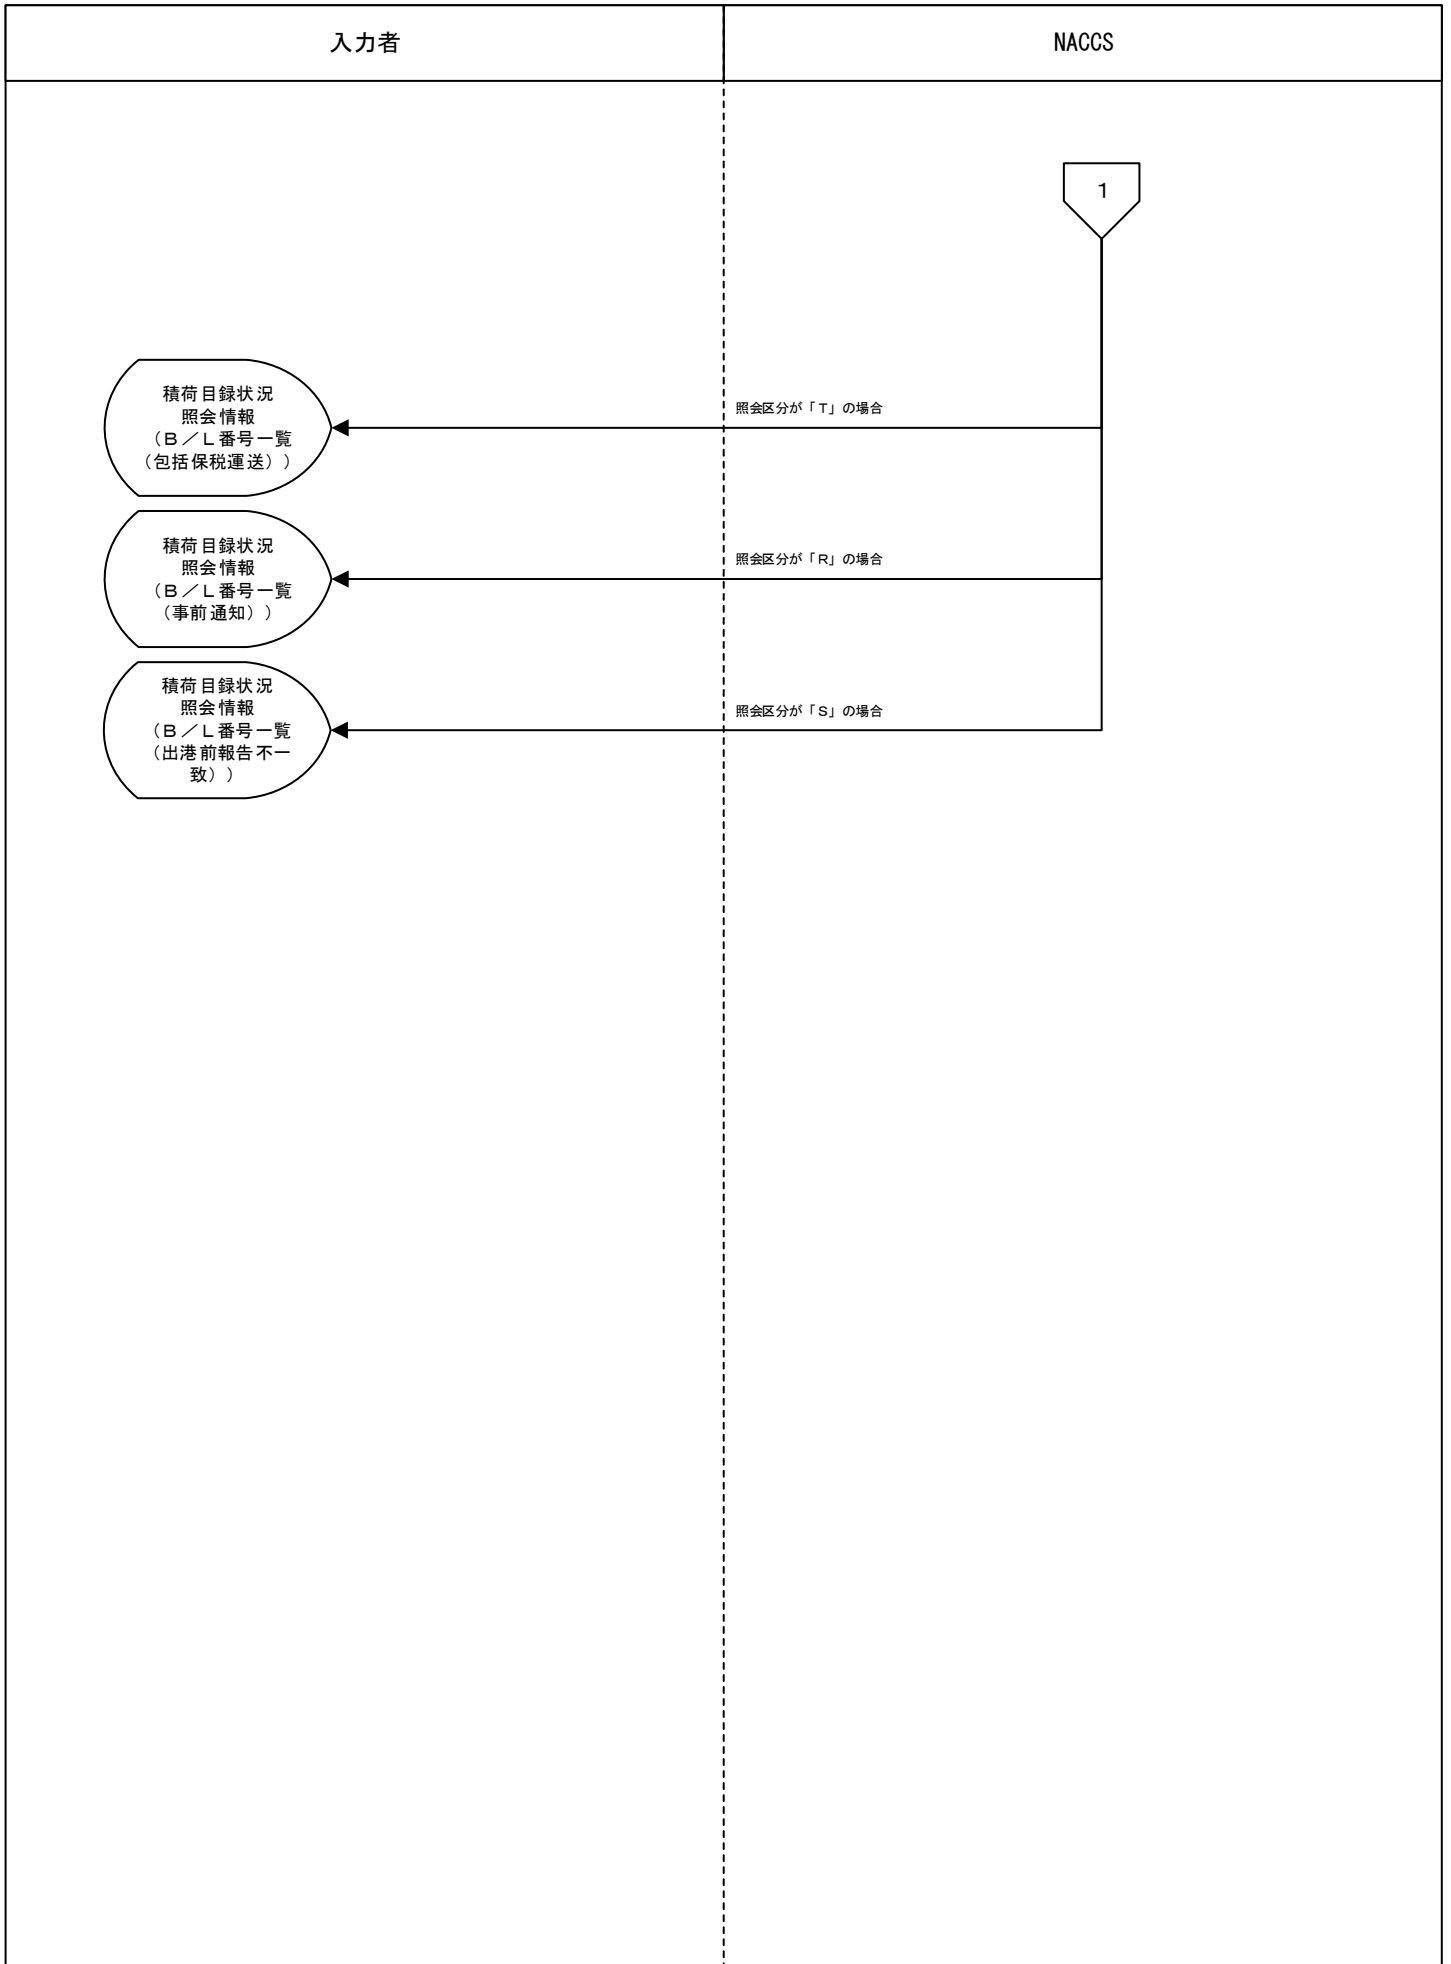 入力者
NACCS
1
積荷目録状況
照会情報
（Ｂ／Ｌ番号一覧
（包括保税運送））
照会区分が「Ｔ」の場合
積荷目録状況
照会情報
（Ｂ／Ｌ番号一覧
（事前通知））
照会区分が「Ｒ」の場合
積荷目録状況
照会情報
（Ｂ／Ｌ番号一覧
（出港前報告不一
致））
照会区分が「Ｓ」の場合